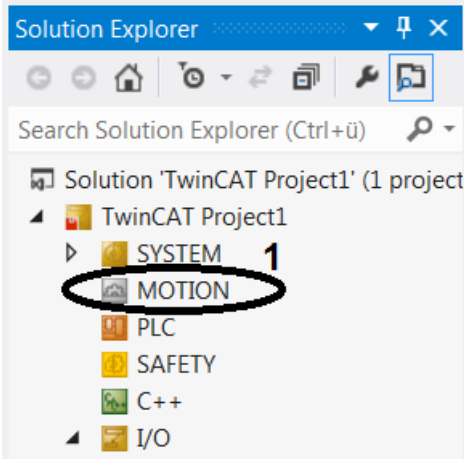 Solution Explorer
Search Solution Explorer (Ctrl+ü)
Solution 'TwinCAT Project1' (1 project
TwinCAT Project1
SYSTEM 1
MOTION
PLC
SAFETY
C++
I/O